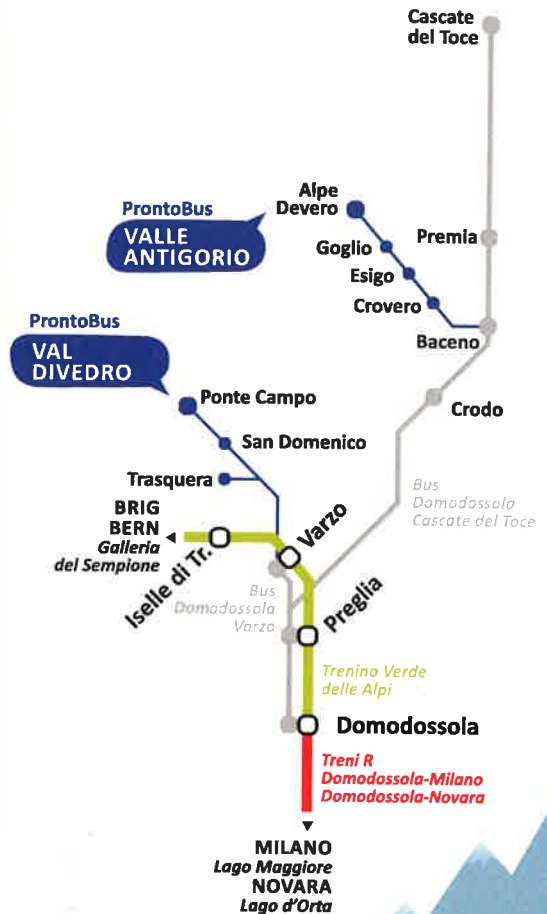 Cascate
del Toce
Alpe
Devero
ProntoBus
VALLE
ANTIGORIO
Goglio
Premia
Esigo
Crovero
Baceno
ProntoBus
VAL
DIVEDRO
Ponte Campo
Crodo
San Domenico
Trasquera
Bus
Domodossola
Cascate del Toce
BRIG
BERN
Galleria
del Sempione
Iselle di Tr.
Varzo
Bus
Domodossola
Varzo
Preglia
Trenino Verde
delle Alpi
Domodossola
Treni R
Domodossola-Milano
Domodossola-Novara
MILANO
Lago Maggiore
NOVARA
Lago d'Orta